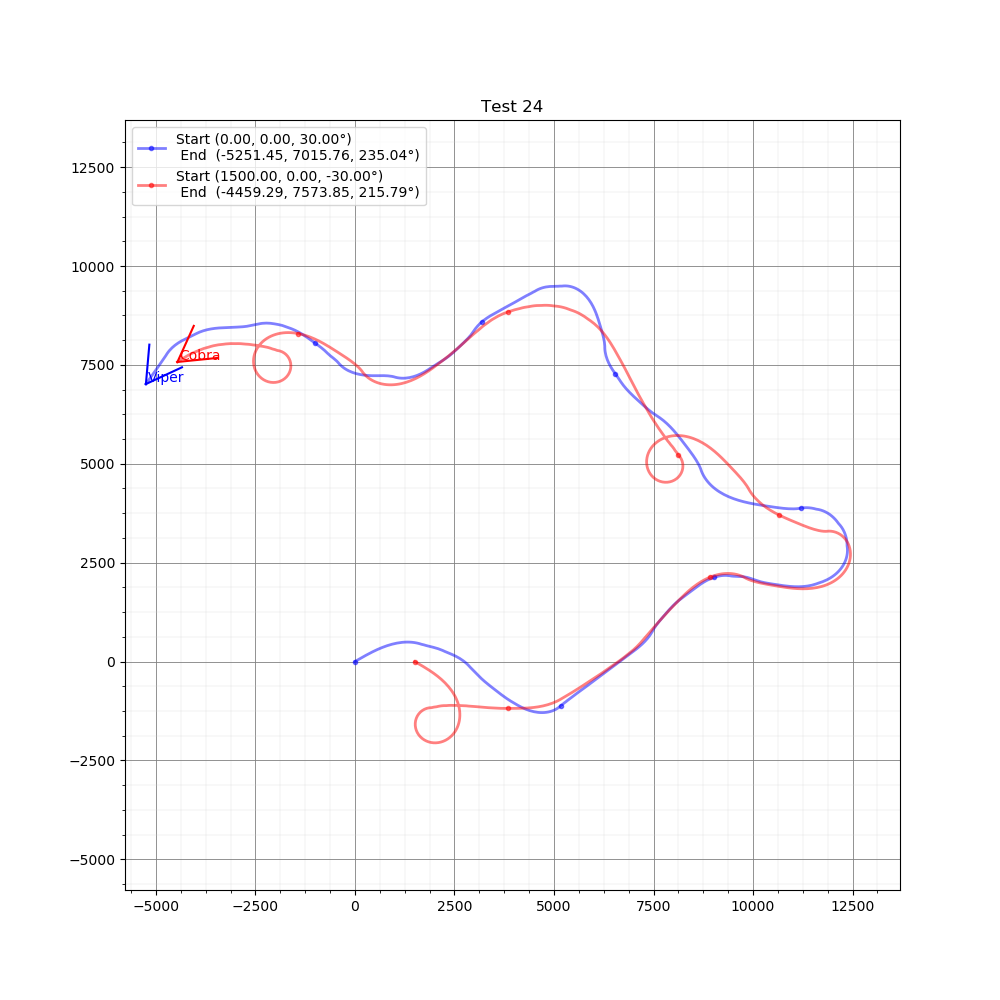 Test 24
Start (0.00, 0.00, 30.00°)
End (-5251.45, 7015.76, 235.04°)
Start (1500.00, 0.00, -30.00°)
End (-4459.29, 7573.85, 215.79°)
12500
10000
7500
5000
2500
0
−2500
−5000
Cobra
Viper
−5000 −2500 0 2500 5000 7500 10000 12500